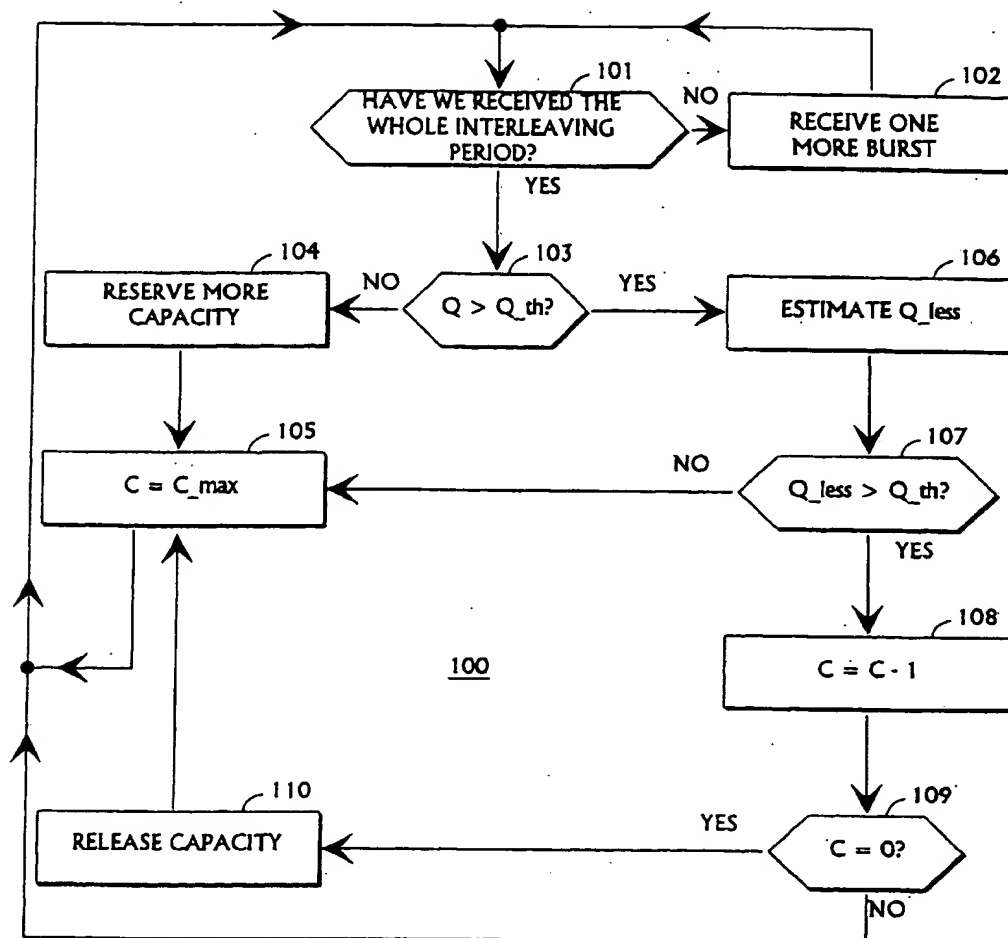 101
HAVE WE RECEIVED THE
WHOLE INTERLEAVING
PERIOD?
NO
102
RECEIVE ONE
MORE BURST
YES
104
RESERVE MORE
CAPACITY
NO
103
Q > Q_th?
YES
106
ESTIMATE Q_less
105
C = C_max
NO
107
Q_less > Q_th?
YES
108
C = C - 1
100
110
RELEASE CAPACITY
YES
109
C = 0?
NO